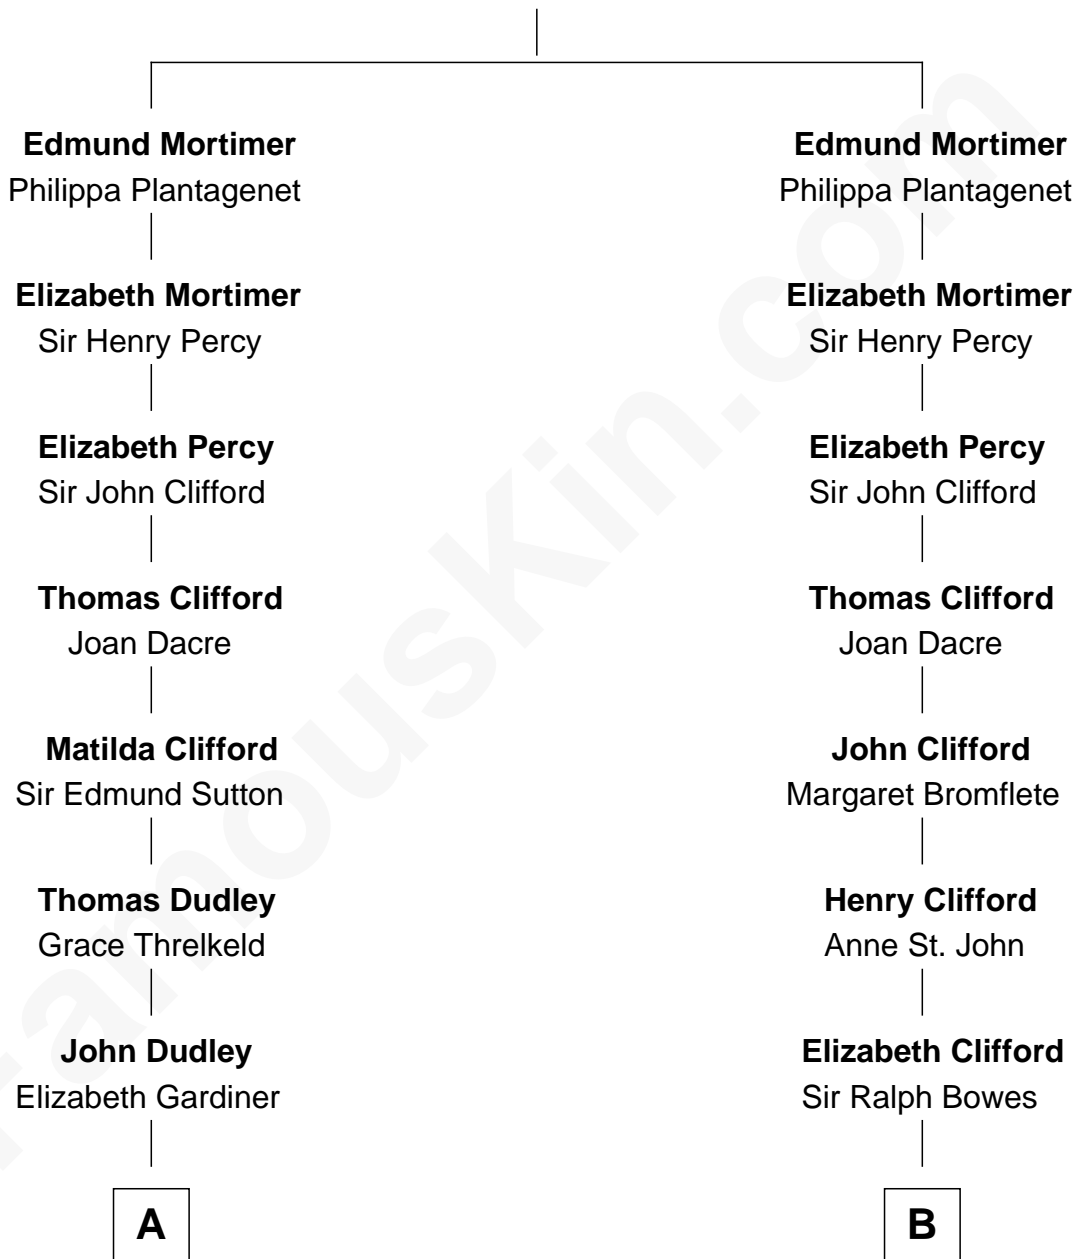 Edmund Mortimer
Philippa Plantagenet
Elizabeth Mortimer
Sir Henry Percy
Elizabeth Percy
Sir John Clifford
Thomas Clifford
Joan Dacre
Matilda Clifford
Sir Edmund Sutton
Thomas Dudley
Grace Threlkeld
John Dudley
Elizabeth Gardiner
A
Edmund Mortimer
Philippa Plantagenet
Elizabeth Mortimer
Sir Henry Percy
Elizabeth Percy
Sir John Clifford
Thomas Clifford
Joan Dacre
John Clifford
Margaret Bromflete
Henry Clifford
Anne St. John
Elizabeth Clifford
Sir Ralph Bowes
B
FamousKin.com